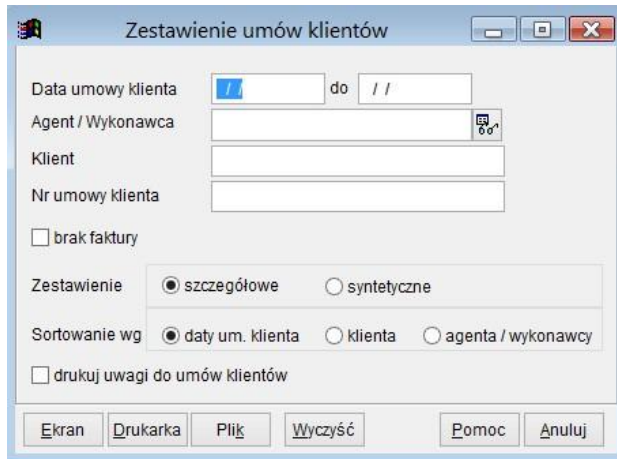 Zestawienie umów klientów
Data umowy klienta / / do / /
Agent / Wykonawca
Klient
Nr umowy klienta
brak faktury
Zestawienie szczegółowe syntetyczne
Sortowanie wg daty um. klienta klienta agenta / wykonawcy
drukuj uwagi do umów klientów
Ekran Drukarka Plik Wyczyść Pomoc Anuluj